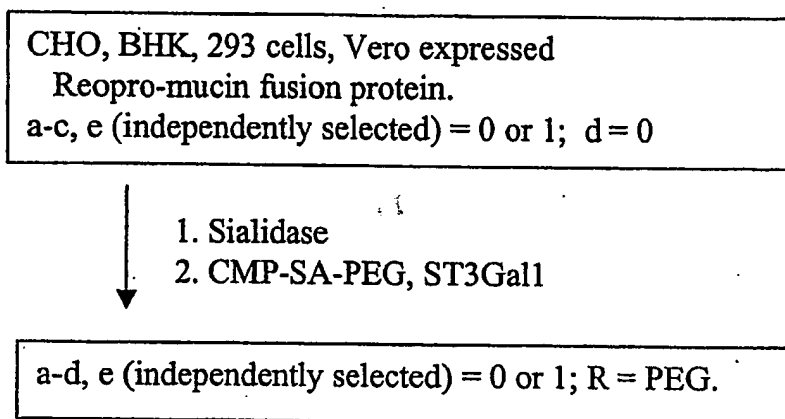 CHO, BHK, 293 cells, Vero expressed
Reopro-mucin fusion protein.
a-c, e (independently selected) = 0 or 1; d = 0
1. Sialidase
2. CMP-SA-PEG, ST3Gal1
a-d, e (independently selected) = 0 or 1; R = PEG.